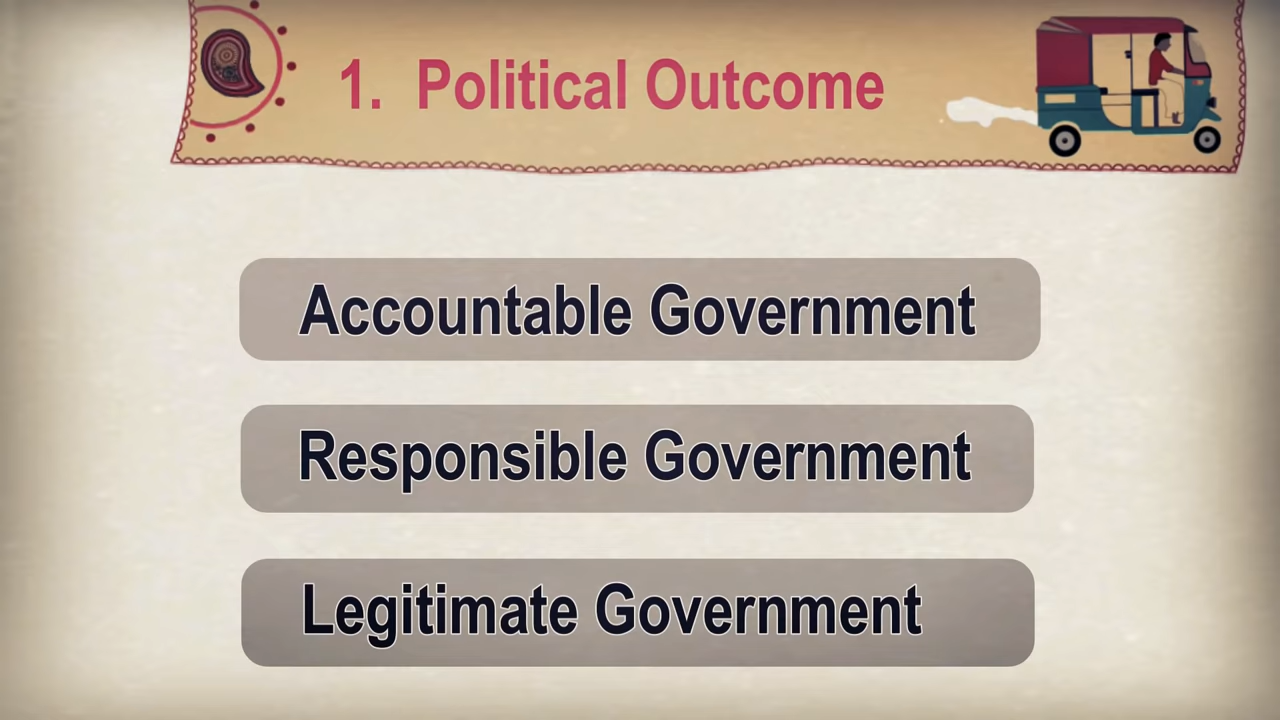 1. Political Outcome
Accountable Government
Responsible Government
Legitimate Government